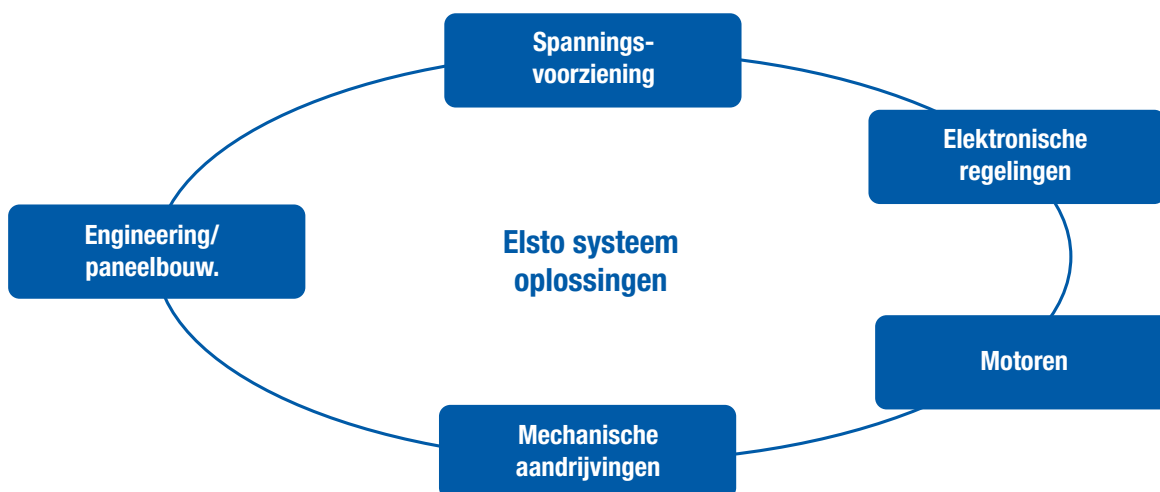 Spannings-
voorziening
Elektronische
regelingen
Engineering/
paneelbouw.
Elsto systeem
oplossingen
Motoren
Mechanische
aandrijvingen